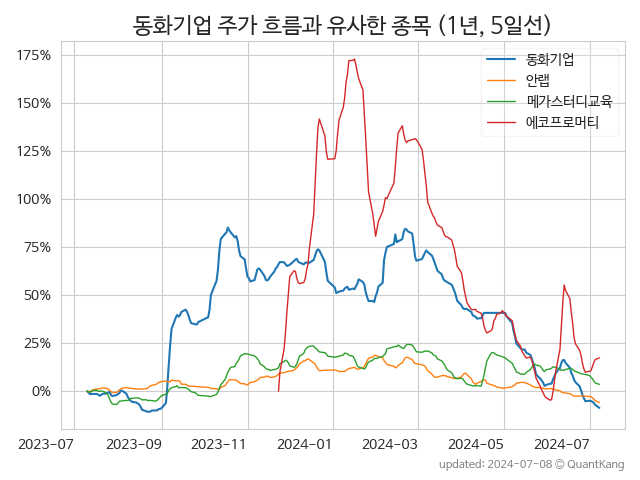 동화기업 주가 흐름과 유사한 종목 (1년, 5일선)
동화기업
안랩
메가스터디교육
에코프로머티
175%
150%
125%
100%
75%
50%
25%
0%
2023-07 2023-09 2023-11 2024-01 2024-03 2024-05 2024-07
updated: 2024-07-08 ⓒ QuantKang